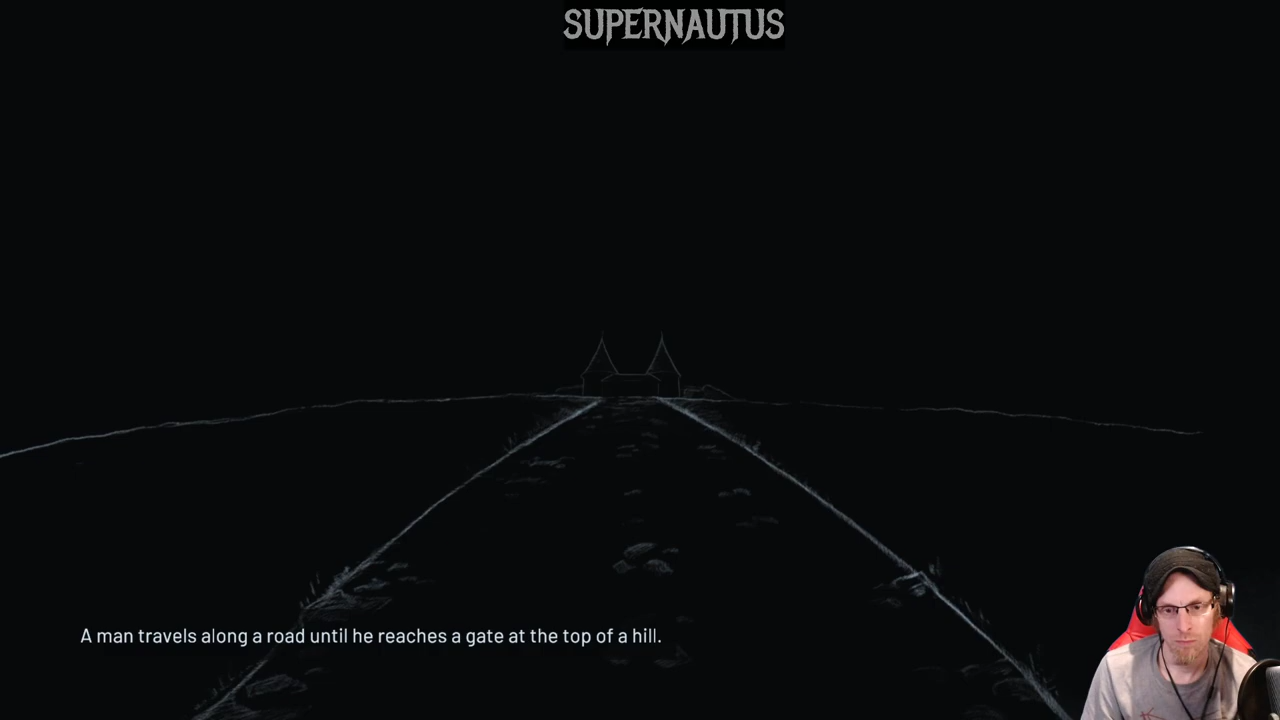 SUPERNAUTUS
A man travels along a road until he reaches a gate at the top of a hill.